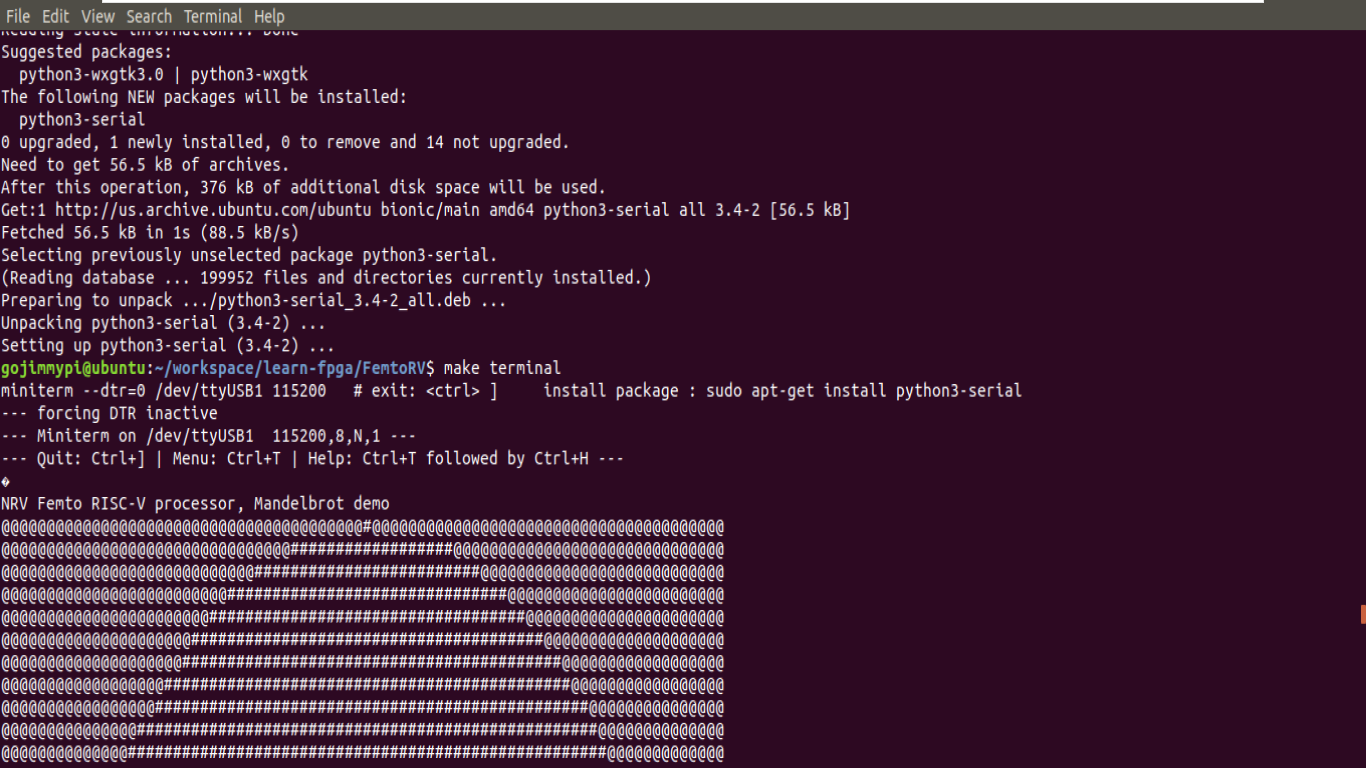 File Edit View Search Terminal Help
Reading state information... Done
Suggested packages:
  python3-wxgtk3.0 | python3-wxgtk
The following NEW packages will be installed:
  python3-serial
0 upgraded, 1 newly installed, 0 to remove and 14 not upgraded.
Need to get 56.5 kB of archives.
After this operation, 376 kB of additional disk space will be used.
Get:1 http://us.archive.ubuntu.com/ubuntu bionic/main amd64 python3-serial all 3.4-2 [56.5 kB]
Fetched 56.5 kB in 1s (88.5 kB/s)
Selecting previously unselected package python3-serial.
(Reading database ... 199952 files and directories currently installed.)
Preparing to unpack .../python3-serial_3.4-2_all.deb ...
Unpacking python3-serial (3.4-2) ...
Setting up python3-serial (3.4-2) ...
gojimmypi@ubuntu:~/workspace/learn-fpga/FemtoRV$ make terminal
miniterm --dtr=0 /dev/ttyUSB1 115200   # exit: <ctrl> ]     install package : sudo apt-get install python3-serial
--- forcing DTR inactive
--- Miniterm on /dev/ttyUSB1  115200,8,N,1 ---
--- Quit: Ctrl+] | Menu: Ctrl+T | Help: Ctrl+T followed by Ctrl+H ---
�
NRV Femto RISC-V processor, Mandelbrot demo
@@@@@@@@@@@@@@@@@@@@@@@@@@@@@@@@@@@@@@@@#@@@@@@@@@@@@@@@@@@@@@@@@@@@@@@@@@@@@@@@
@@@@@@@@@@@@@@@@@@@@@@@@@@@@@@@@##################@@@@@@@@@@@@@@@@@@@@@@@@@@@@@@
@@@@@@@@@@@@@@@@@@@@@@@@@@@@#########################@@@@@@@@@@@@@@@@@@@@@@@@@@@
@@@@@@@@@@@@@@@@@@@@@@@@@###############################@@@@@@@@@@@@@@@@@@@@@@@@
@@@@@@@@@@@@@@@@@@@@@@@###################################@@@@@@@@@@@@@@@@@@@@@@
@@@@@@@@@@@@@@@@@@@@@#######################################@@@@@@@@@@@@@@@@@@@@
@@@@@@@@@@@@@@@@@@@@##########################################@@@@@@@@@@@@@@@@@@
@@@@@@@@@@@@@@@@@@#############################################@@@@@@@@@@@@@@@@@
@@@@@@@@@@@@@@@@@################################################@@@@@@@@@@@@@@@
@@@@@@@@@@@@@@@###################################################@@@@@@@@@@@@@@
@@@@@@@@@@@@@@#####################################################@@@@@@@@@@@@@